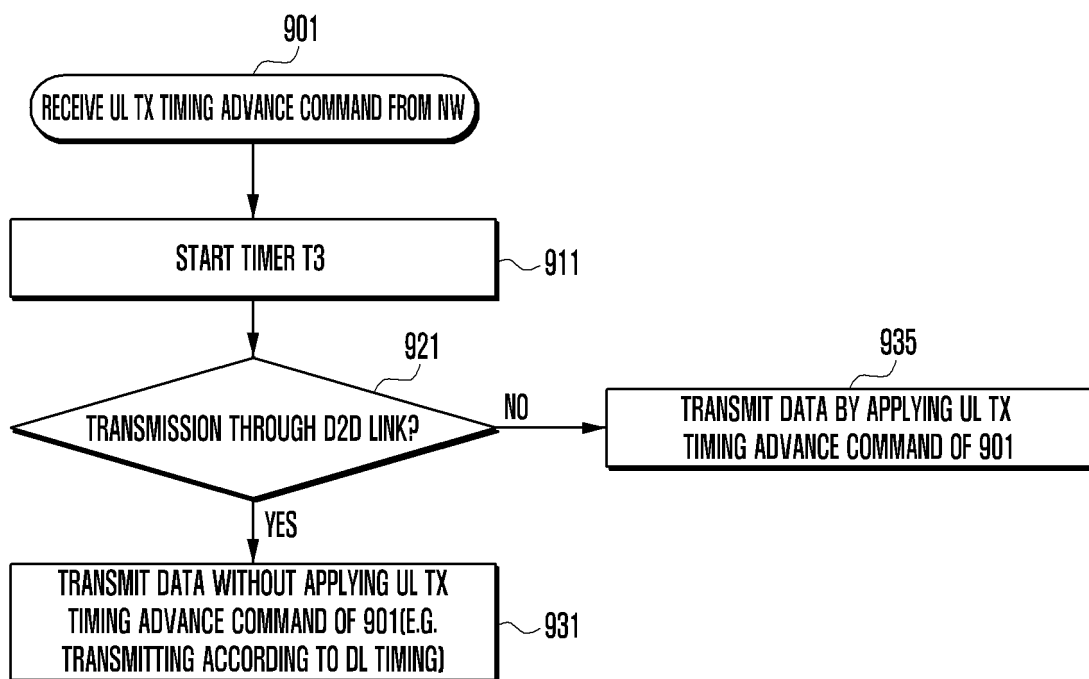 901
RECEIVE UL TX TIMING ADVANCE COMMAND FROM NW
START TIMER T3
911
921
TRANSMISSION THROUGH D2D LINK?
NO
935
TRANSMIT DATA BY APPLYING UL TX
TIMING ADVANCE COMMAND OF 901
YES
TRANSMIT DATA WITHOUT APPLYING UL TX
TIMING ADVANCE COMMAND OF 901(E.G.
TRANSMITTING ACCORDING TO DL TIMING)
931